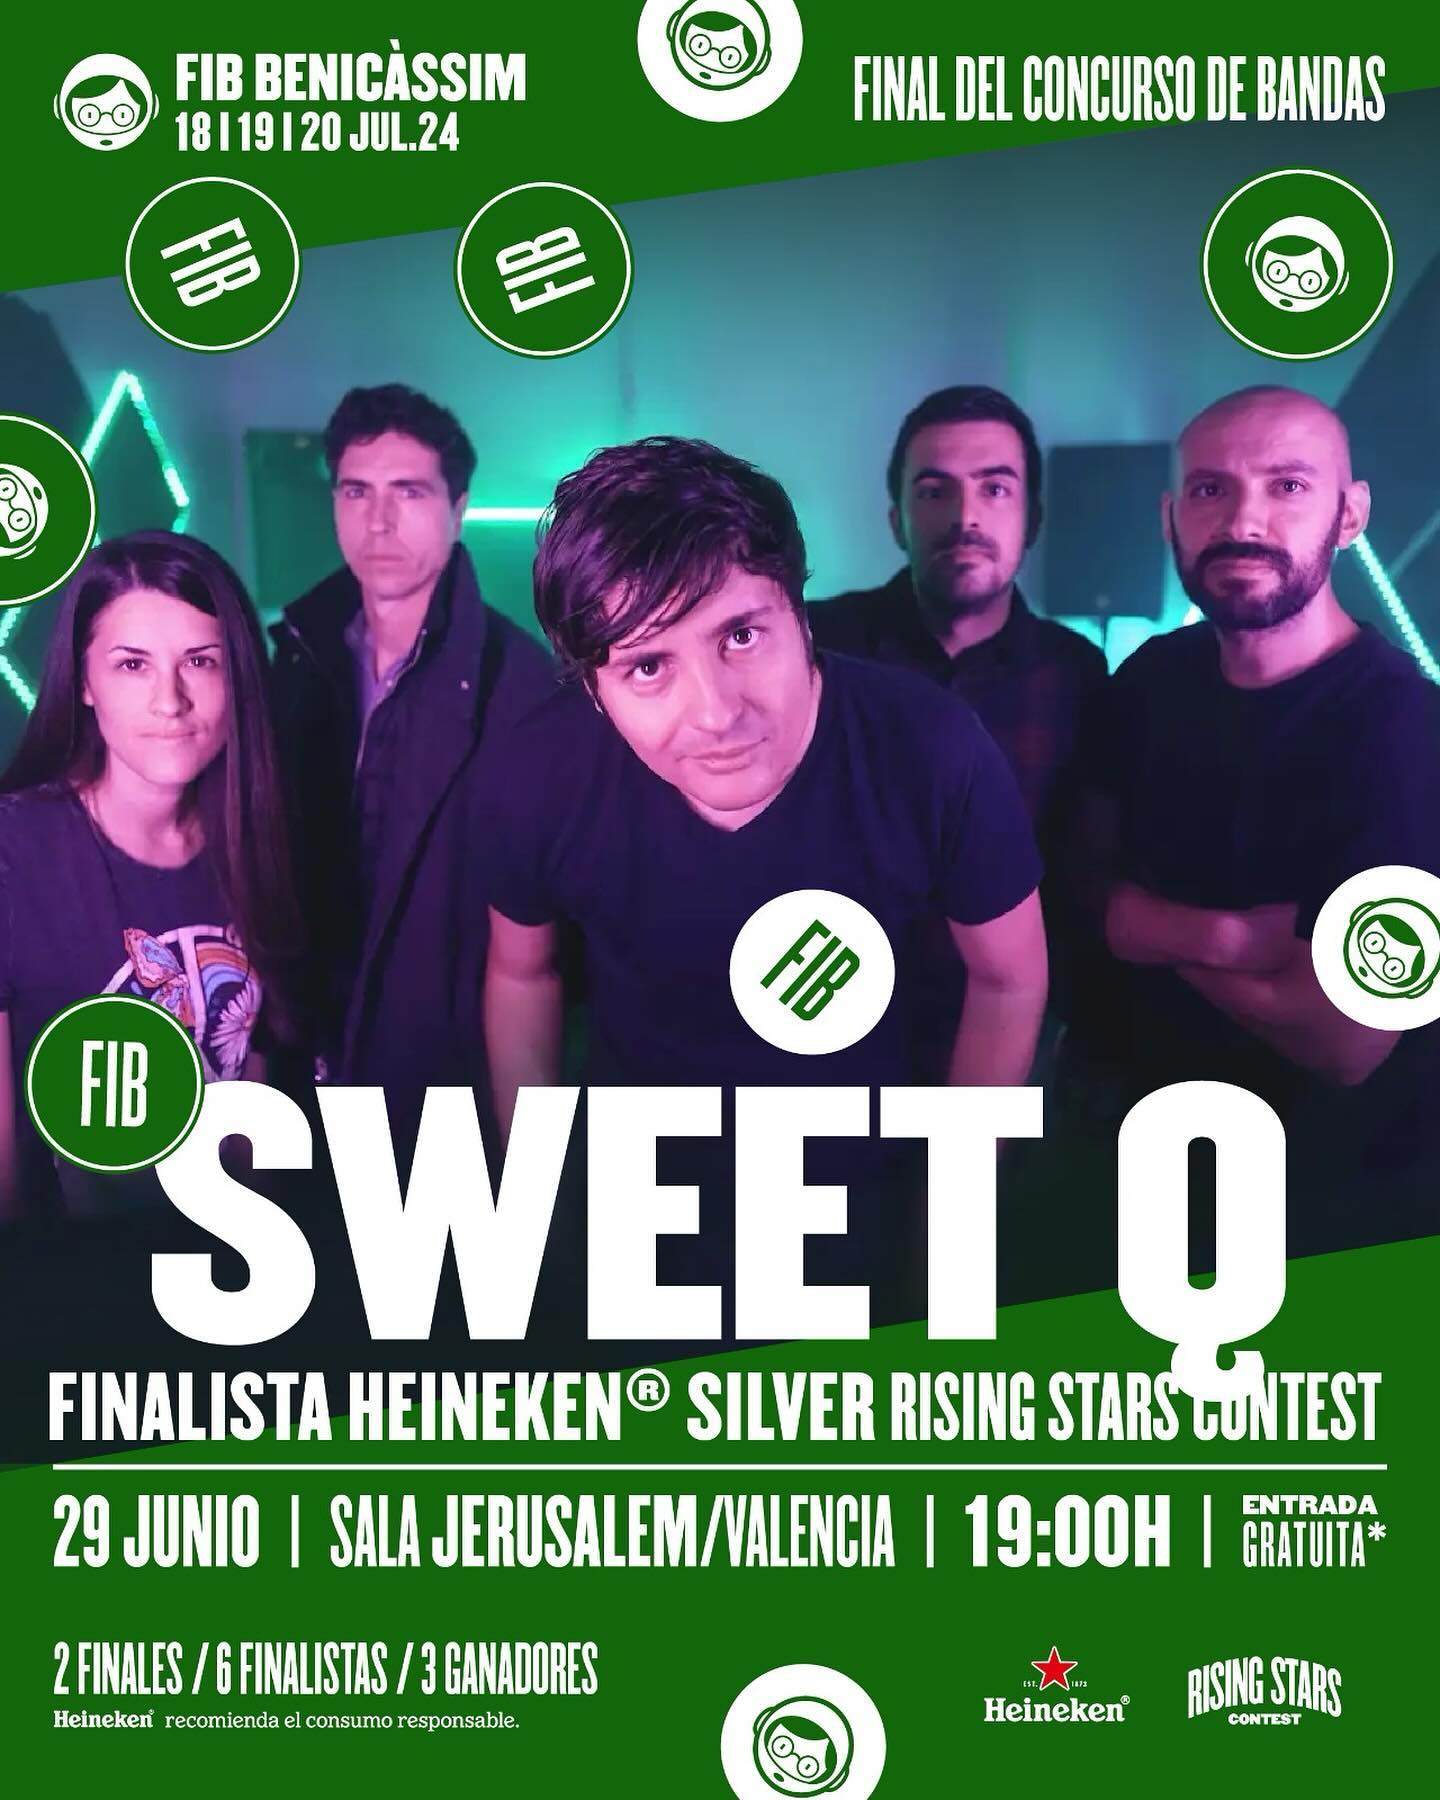 FIB BENICÀSSIM
18 | 19 | 20 JUL.24
FINAL DEL CONCURSO DE BANDAS
FIB
FIB
FIB
FIB
SWEET Q
FINALISTA HEINEKEN® SILVER RISING STARS CONTEST
29 JUNIO | SALA JERUSALEM/VALENCIA | 19:00H | ENTRADA GRATUITA*
2 FINALES / 6 FINALISTAS / 3 GANADORES
Heineken® recomienda el consumo responsable.
EST. 1873
Heineken®
RISING STARS
CONTEST